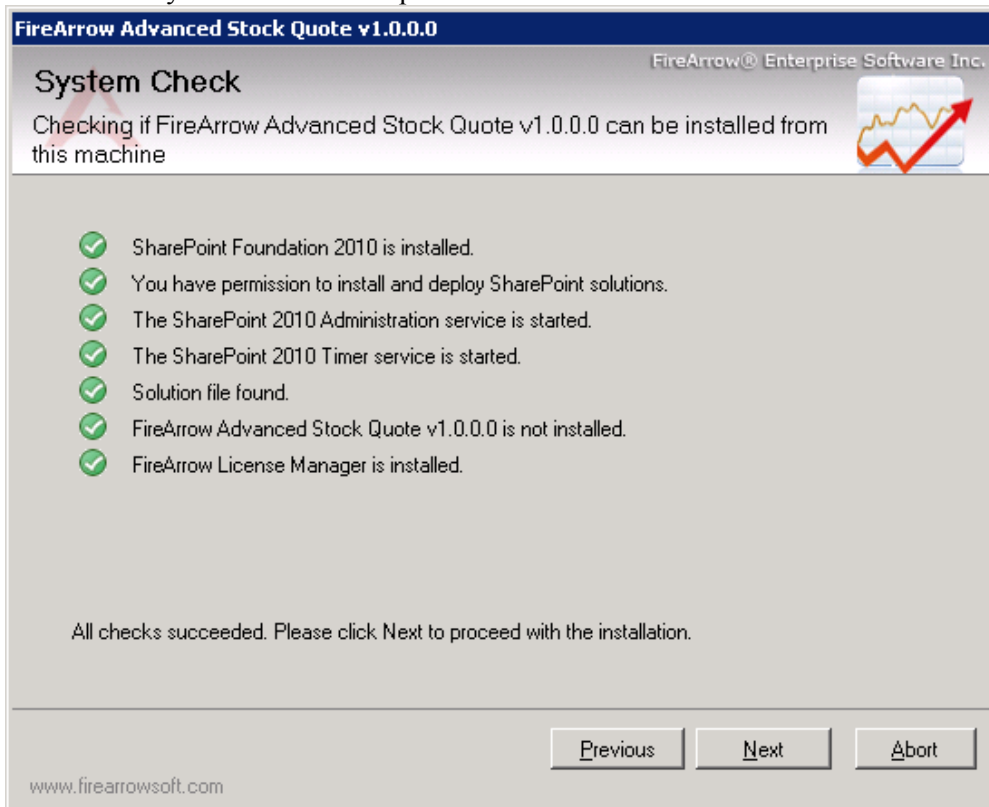 FireArrow Advanced Stock Quote v1.0.0.0
FireArrow® Enterprise Software Inc.
System Check
Checking if FireArrow Advanced Stock Quote v1.0.0.0 can be installed from
this machine
SharePoint Foundation 2010 is installed.
You have permission to install and deploy SharePoint solutions.
The SharePoint 2010 Administration service is started.
The SharePoint 2010 Timer service is started.
Solution file found.
FireArrow Advanced Stock Quote v1.0.0.0 is not installed.
FireArrow License Manager is installed.
All checks succeeded. Please click Next to proceed with the installation.
Previous Next Abort
www.firearrowsoft.com